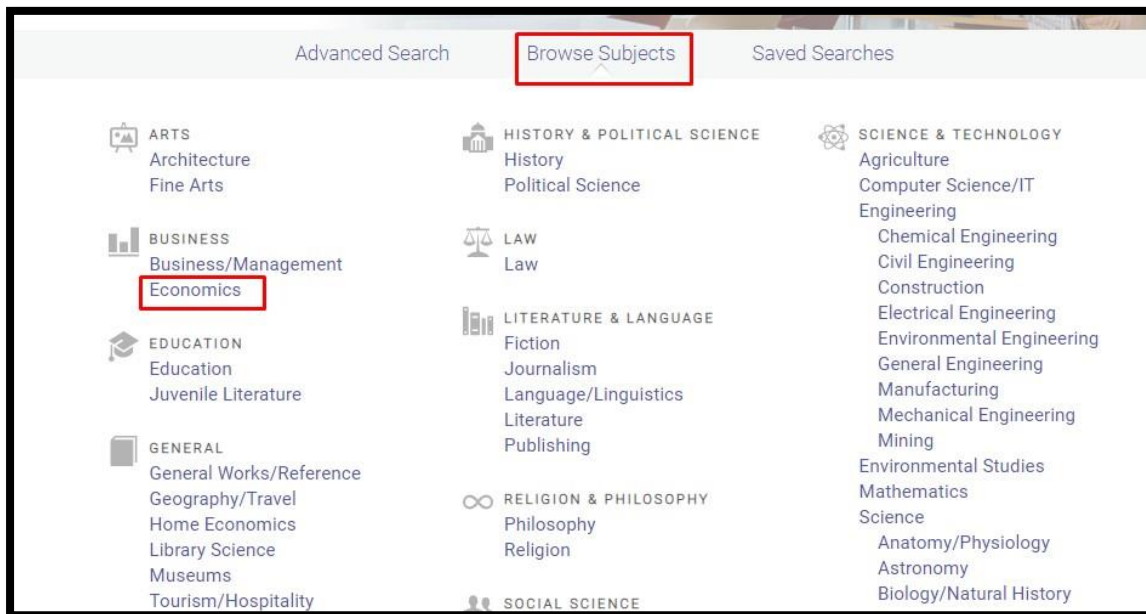 Advanced Search Browse Subjects Saved Searches
ARTS
Architecture
Fine Arts
BUSINESS
Business/Management
Economics
EDUCATION
Education
Juvenile Literature
GENERAL
General Works/Reference
Geography/Travel
Home Economics
Library Science
Museums
Tourism/Hospitality
HISTORY & POLITICAL SCIENCE
History
Political Science
LAW
Law
LITERATURE & LANGUAGE
Fiction
Journalism
Language/Linguistics
Literature
Publishing
RELIGION & PHILOSOPHY
Philosophy
Religion
SOCIAL SCIENCE
SCIENCE & TECHNOLOGY
Agriculture
Computer Science/IT
Engineering
Chemical Engineering
Civil Engineering
Construction
Electrical Engineering
Environmental Engineering
General Engineering
Manufacturing
Mechanical Engineering
Mining
Environmental Studies
Mathematics
Science
Anatomy/Physiology
Astronomy
Biology/Natural History